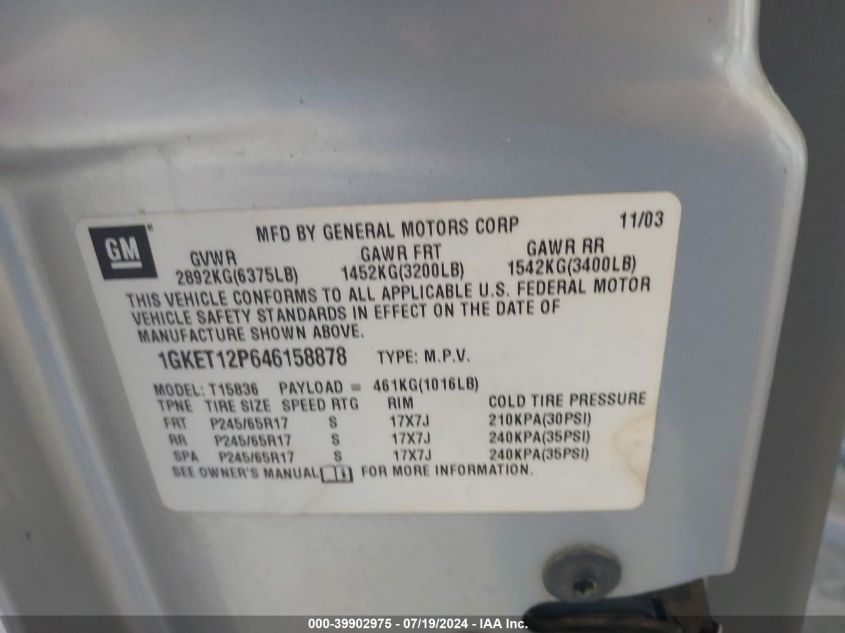 GM
MFD BY GENERAL MOTORS CORP 11/03
GVWR GAWR FRT GAWR RR
2892KG(6375LB) 1452KG(3200LB) 1542KG(3400LB)
THIS VEHICLE CONFORMS TO ALL APPLICABLE U.S. FEDERAL MOTOR
VEHICLE SAFETY STANDARDS IN EFFECT ON THE DATE OF
MANUFACTURE SHOWN ABOVE.
1GKET12P646158878 TYPE: M.P.V.
MODEL: T15836 PAYLOAD = 461KG(1016LB)
TPNE TIRE SIZE SPEED RTG RIM COLD TIRE PRESSURE
FRT P245/65R17 S 17X7J 210KPA(30PSI)
RR P245/65R17 S 17X7J 240KPA(35PSI)
SPA P245/65R17 S 17X7J 240KPA(35PSI)
SEE OWNER'S MANUAL FOR MORE INFORMATION.
000-39902975 - 07/19/2024 - IAA Inc.